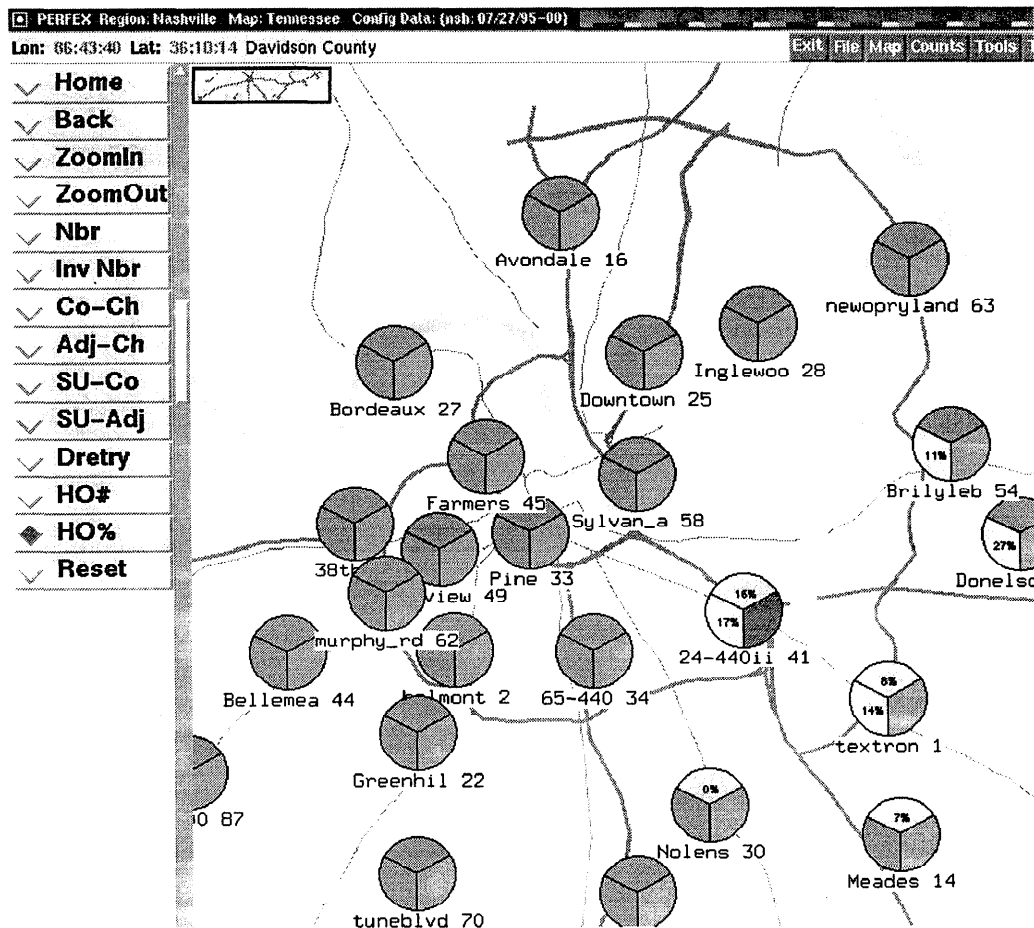 PERFEX Region: Nashville Map: Tennessee Config Data: {nsh: 07/27/95-00}
Lon: 86:43:40 Lat: 36:10:14 Davidson County
Exit File Map Counts Tools
Home
Back
ZoomIn
ZoomOut
Nbr
Inv Nbr
Co-Ch
Adj-Ch
SU-Co
SU-Adj
Dretry
HO#
HO%
Reset
Avondale 16
newopryland 63
Inglewoo 28
Downtown 25
Bordeaux 27
11%
Brilyleb 54
Farmers 45
Sylvan_a 58
27%
Donelso
38th
view 49
Pine 33
16%
17%
24-440ii 41
murphy_rd 62
Bellemea 44
belmont 2
65-440 34
8%
14%
textron 1
Greenhil 22
0%
Nolens 30
7%
Meades 14
00 87
tuneblvd 70